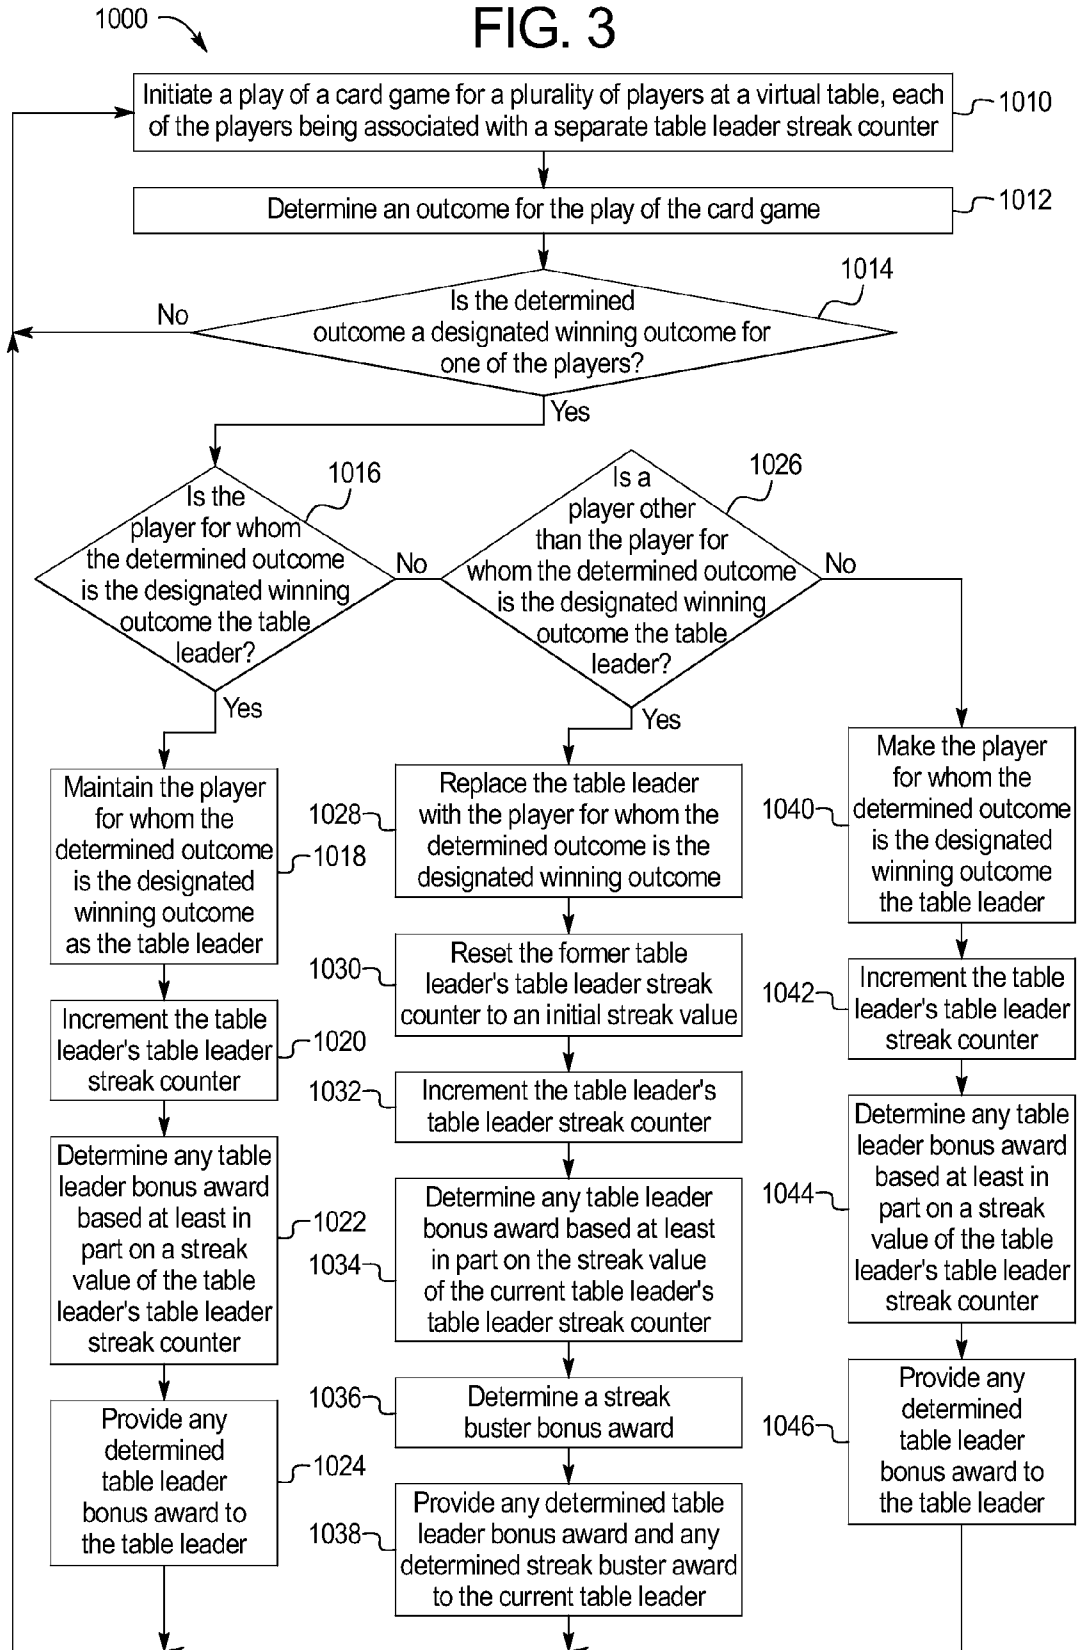 1000
FIG. 3
Initiate a play of a card game for a plurality of players at a virtual table, each
of the players being associated with a separate table leader streak counter
1010
Determine an outcome for the play of the card game
1012
Is the determined
outcome a designated winning outcome for
one of the players?
1014
No
Yes
Is the
player for whom
the determined outcome
is the designated winning
outcome the table
leader?
1016
No
Yes
Is a
player other
than the player for
whom the determined outcome
is the designated winning
outcome the table
leader?
1026
No
Yes
Maintain the player
for whom the
determined outcome
is the designated
winning outcome
as the table leader
1018
Increment the table
leader's table leader
streak counter
1020
Determine any table
leader bonus award
based at least in
part on a streak
value of the table
leader's table leader
streak counter
1022
Provide any
determined
table leader
bonus award to
the table leader
1024
Replace the table leader
with the player for whom the
determined outcome is the
designated winning outcome
1028
Reset the former table
leader's table leader streak
counter to an initial streak value
1030
Increment the table leader's
table leader streak counter
1032
Determine any table leader
bonus award based at least
in part on the streak value
of the current table leader's
table leader streak counter
1034
Determine a streak
buster bonus award
1036
Provide any determined table
leader bonus award and any
determined streak buster award
to the current table leader
1038
Make the player
for whom the
determined outcome
is the designated
winning outcome
the table leader
1040
Increment the table
leader's table leader
streak counter
1042
Determine any table
leader bonus award
based at least in
part on a streak
value of the table
leader's table leader
streak counter
1044
Provide any
determined
table leader
bonus award to
the table leader
1046